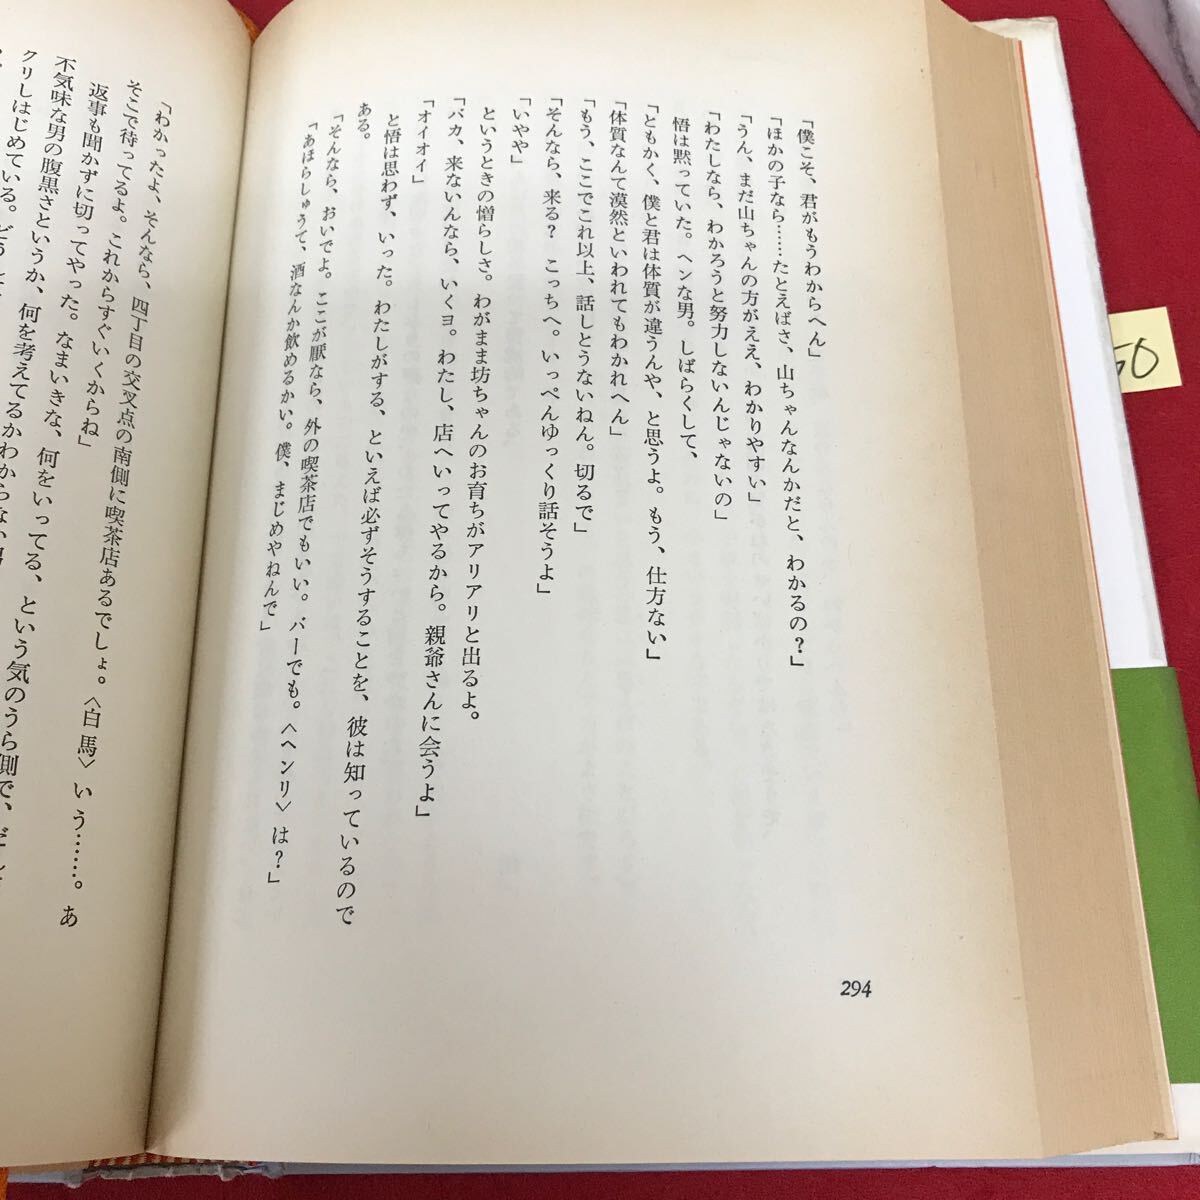 「僕こそ、君がもうわからへん」
「ほかの子なら……たとえばさ、山ちゃんなんかだと、わかるの?」
「うん、まだ山ちゃんの方がええ、わかりやすい」
「わたしなら、わかろうと努力しないんじゃないの」
悟は黙っていた。ヘンな男。しばらくして、
「ともかく、僕と君は体質が違うんや、と思うよ。もう、仕方ない」
「体質なんて漠然といわれてもわかれへん」
「もう、ここでこれ以上、話しとうないねん。切るで」
「そんなら、来る? こっちへ。いっぺんゆっくり話そうよ」
「いやや」
というときの憎らしさ。わがまま坊ちゃんのお育ちがアリアリと出るよ。
「バカ、来ないんなら、いくヨ。わたし、店へいってやるから。親爺さんに会うよ」
「オイオイ」
と悟は思わず、いった。わたしがする、といえば必ずそうすることを、彼は知っているので
ある。
「そんなら、おいでよ。ここが厭なら、外の喫茶店でもいい。バーでも。〈ヘンリ〉は?」
「あほらしゅうて、酒なんか飲めるかい。僕、まじめやねんで」
294
「わかったよ、そんなら、四丁目の交叉点の南側に喫茶店あるでしょ。〈白馬〉いう……。あ
そこで待ってるよ。これからすぐいくからね」
返事も聞かずに切ってやった。なまいきな、何をいってる、という気のうら側で、
不気味な男の腹黒さというか、何を考えてるかわからない
クリしはじめている。
50